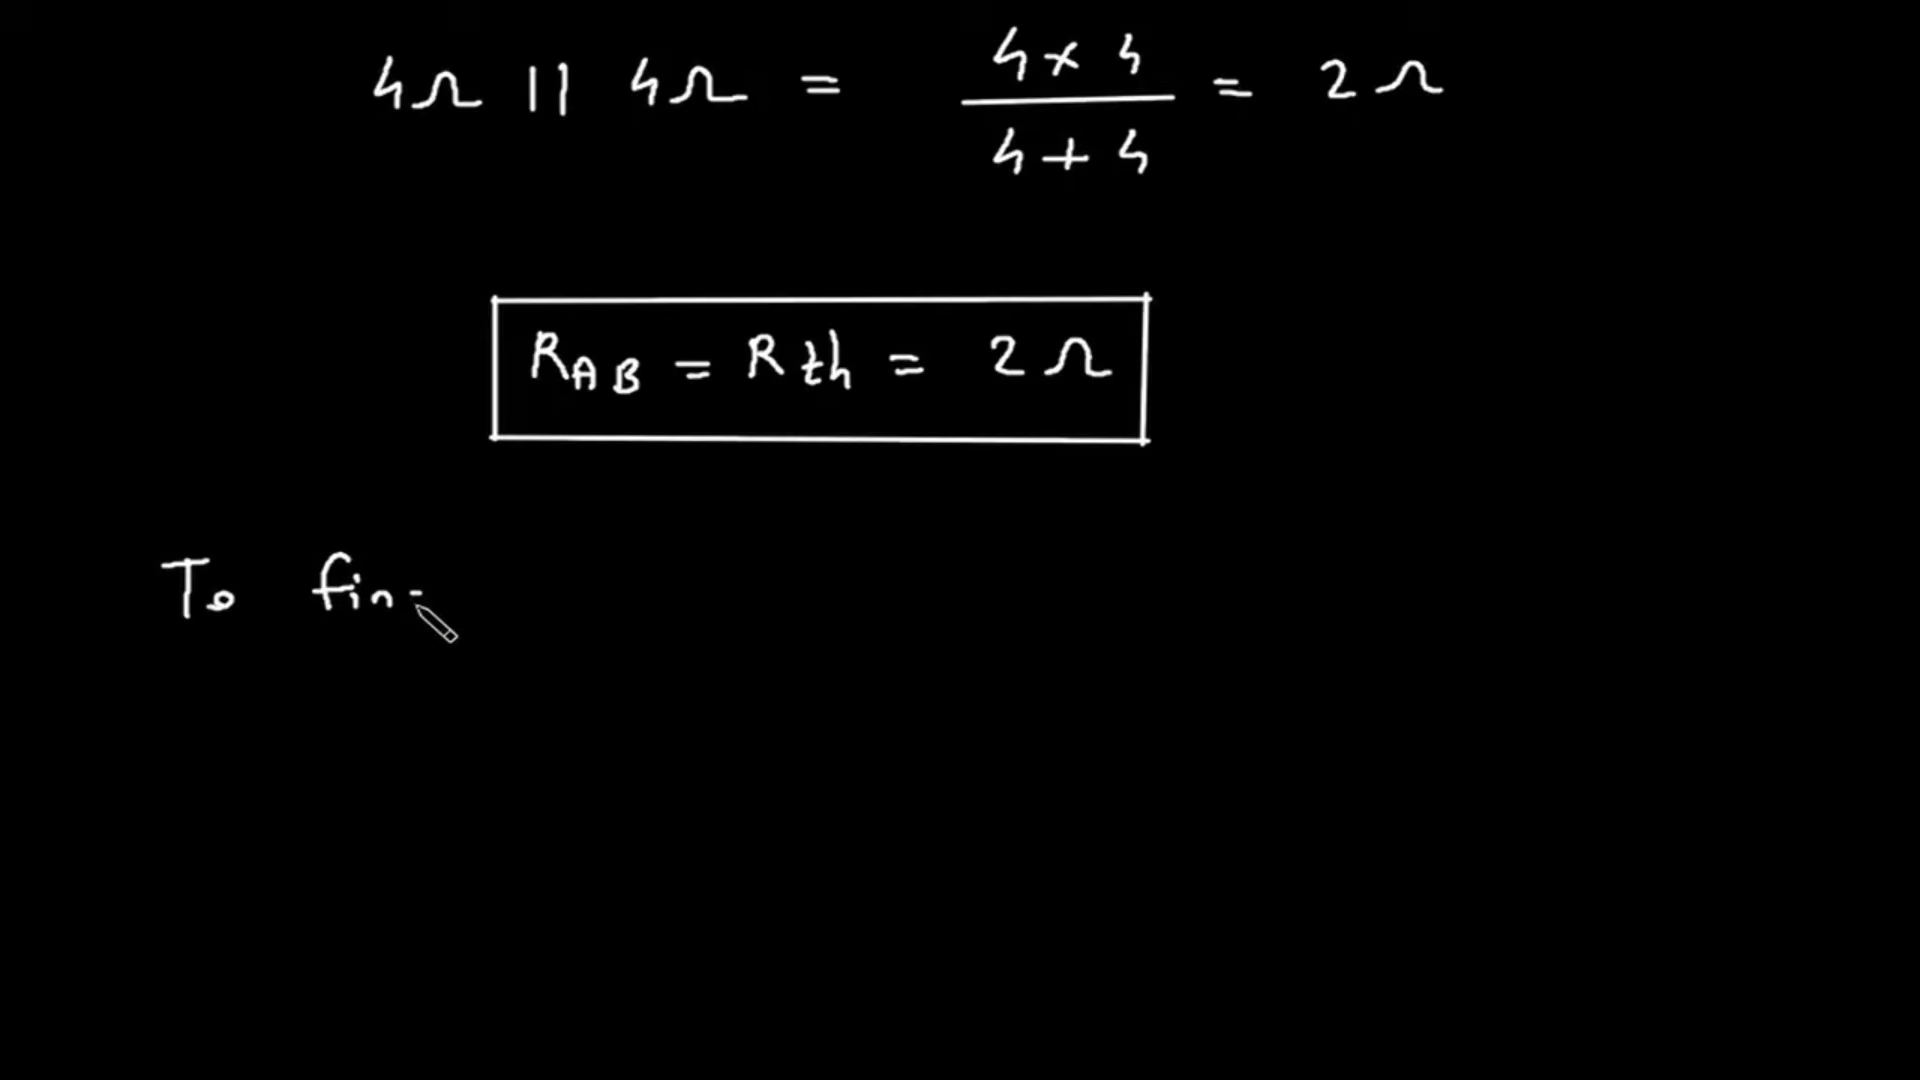 4Ω || 4Ω = (4 × 4)/(4 + 4) = 2Ω
R_AB = R_th = 2Ω
To fin